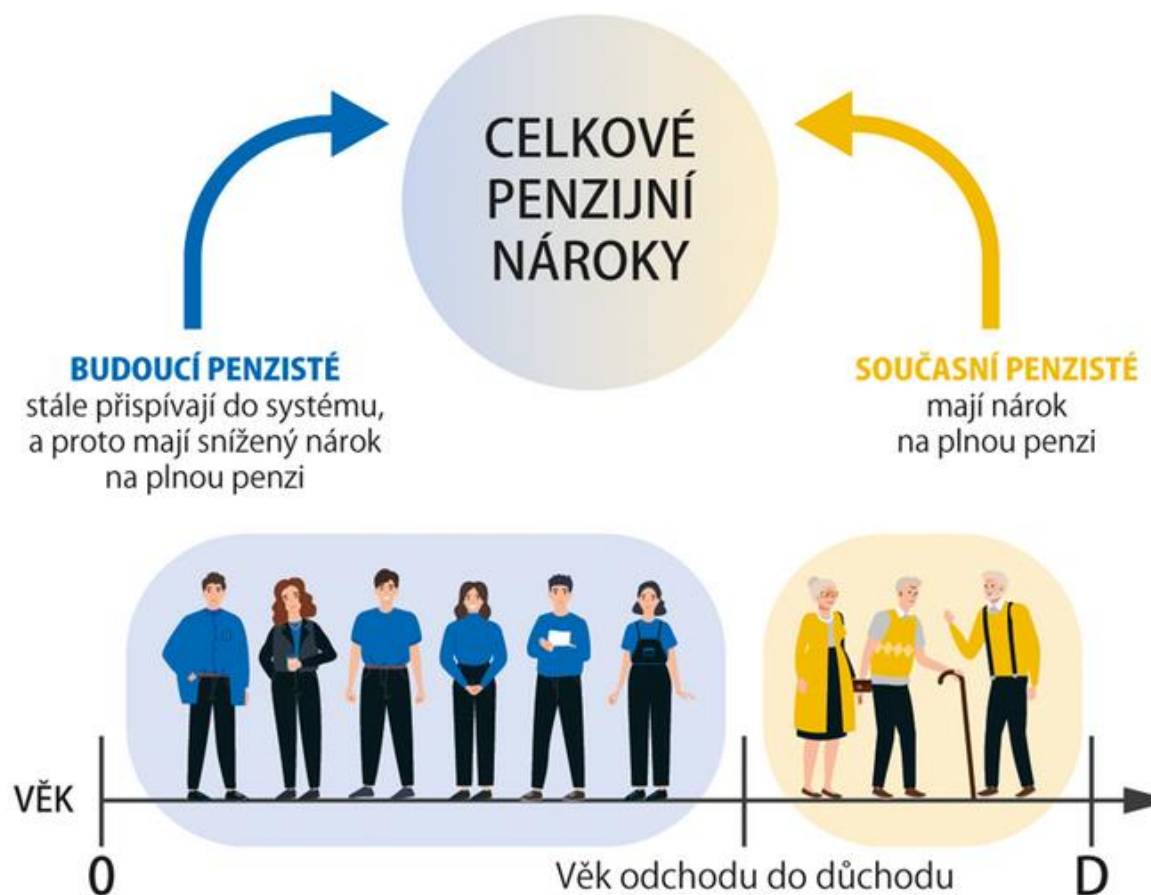 CELKOVÉ
PENZIJNÍ
NÁROKY
BUDOUCÍ PENZISTÉ
stále přispívají do systému,
a proto mají snížený nárok
na plnou penzi
SOUČASNÍ PENZISTÉ
mají nárok
na plnou penzi
VĚK
0
Věk odchodu do důchodu
D